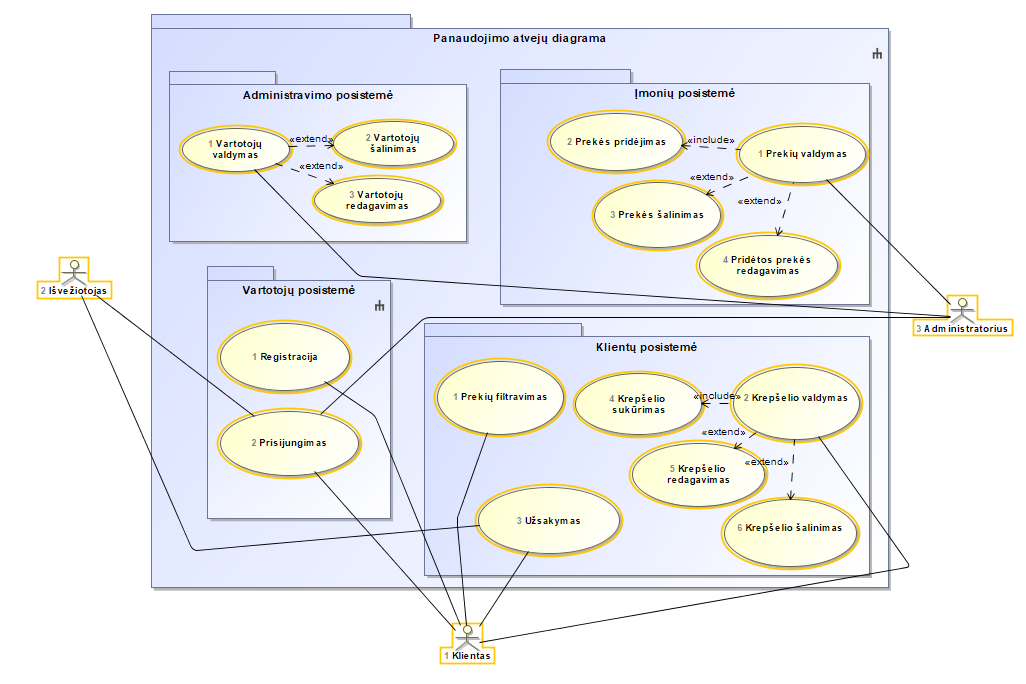 Panaudojimo atvejų diagrama
Administravimo posistemė
1 Vartotojų
valdymas
«extend»
2 Vartotojų
šalinimas
«extend»
3 Vartotojų
redagavimas
Įmonių posistemė
2 Prekės pridėjimas
«include»
1 Prekių valdymas
«extend»
3 Prekės šalinimas
«extend»
4 Pridėtos prekės
redagavimas
2 Išvežiotojas
Vartotojų posistemė
1 Registracija
2 Prisijungimas
3 Administratorius
Klientų posistemė
1 Prekių filtravimas
4 Krepšelio
sukūrimas
«include»
2 Krepšelio valdymas
«extend»
5 Krepšelio
redagavimas
«extend»
3 Užsakymas
6 Krepšelio šalinimas
1 Klientas